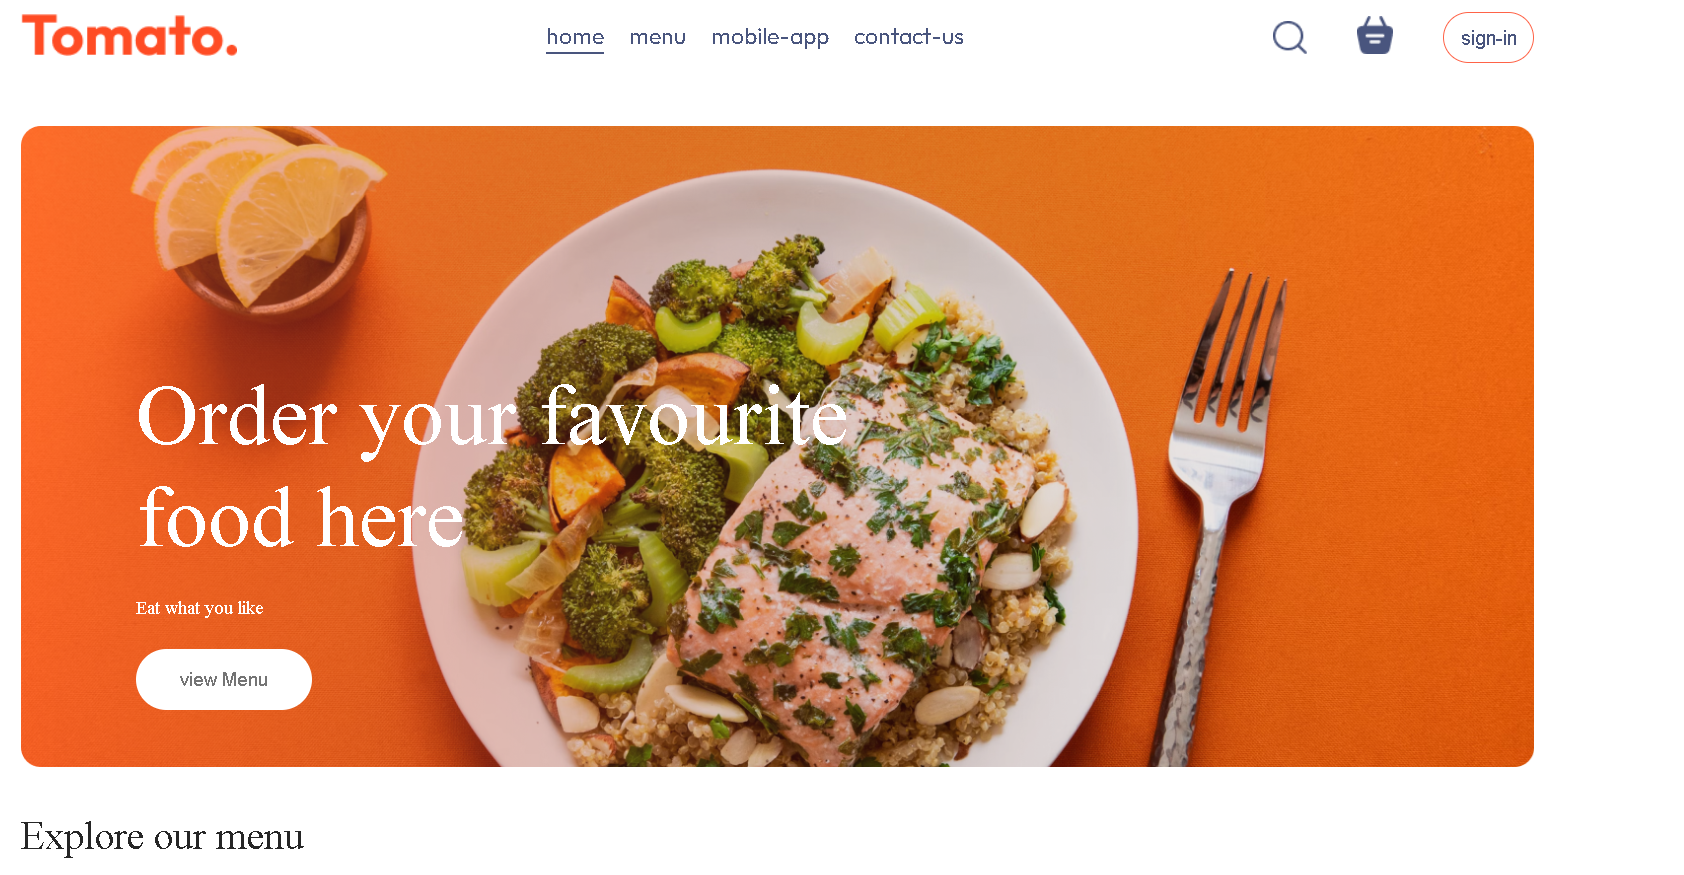 Tomato.
home menu mobile-app contact-us
sign-in
Order your favourite
food here
Eat what you like
view Menu
Explore our menu